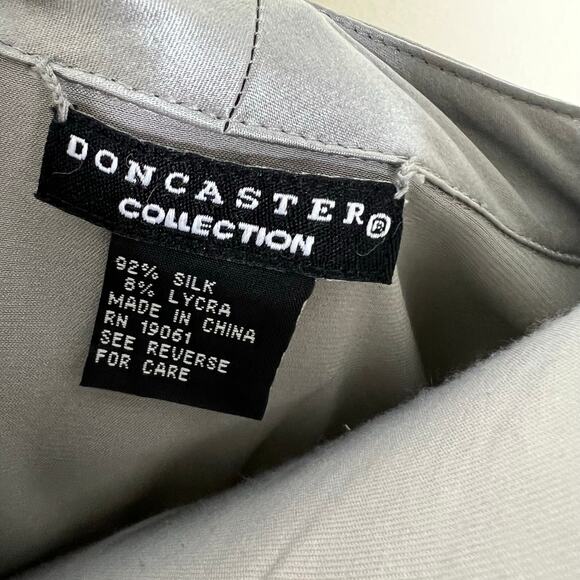 DONCASTER®
COLLECTION
92% SILK
8% LYCRA
MADE IN CHINA
RN 19061
SEE REVERSE
FOR CARE